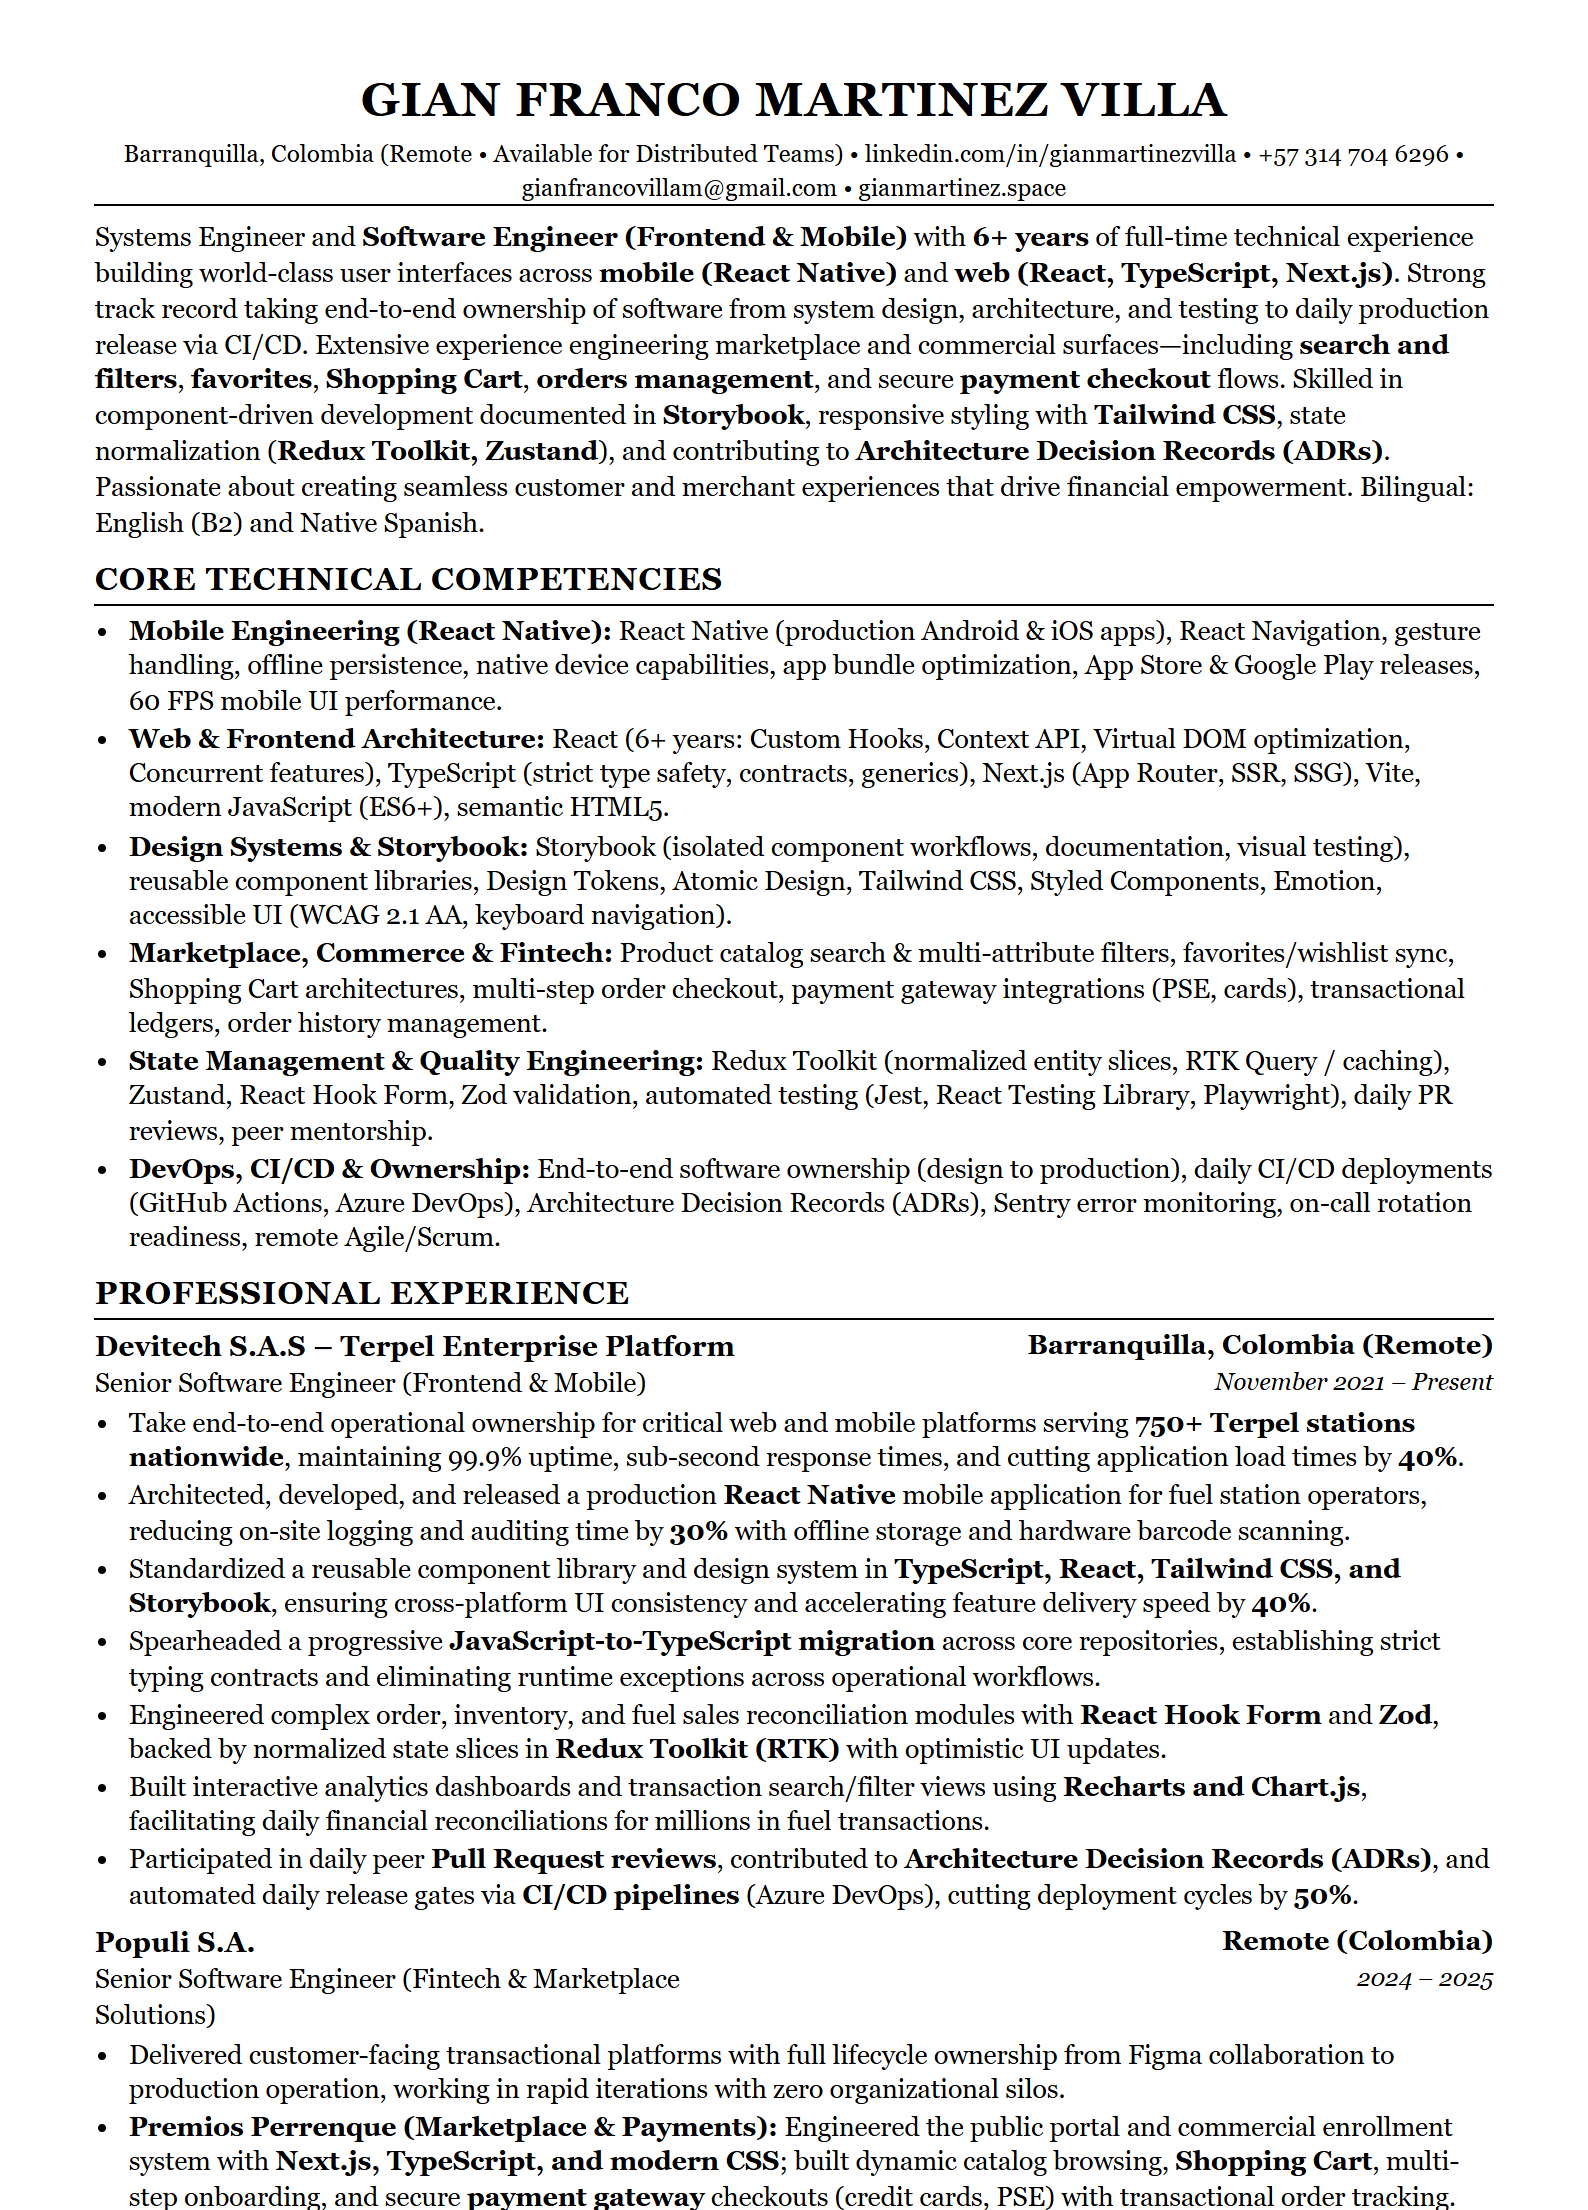 GIAN FRANCO MARTINEZ VILLA
Barranquilla, Colombia (Remote • Available for Distributed Teams) • linkedin.com/in/gianmartinezvilla • +57 314 704 6296 •
gianfrancovillam@gmail.com • gianmartinez.space
Systems Engineer and Software Engineer (Frontend & Mobile) with 6+ years of full-time technical experience
building world-class user interfaces across mobile (React Native) and web (React, TypeScript, Next.js). Strong
track record taking end-to-end ownership of software from system design, architecture, and testing to daily production
release via CI/CD. Extensive experience engineering marketplace and commercial surfaces—including search and
filters, favorites, Shopping Cart, orders management, and secure payment checkout flows. Skilled in
component-driven development documented in Storybook, responsive styling with Tailwind CSS, state
normalization (Redux Toolkit, Zustand), and contributing to Architecture Decision Records (ADRs).
Passionate about creating seamless customer and merchant experiences that drive financial empowerment. Bilingual:
English (B2) and Native Spanish.
CORE TECHNICAL COMPETENCIES
• Mobile Engineering (React Native): React Native (production Android & iOS apps), React Navigation, gesture
handling, offline persistence, native device capabilities, app bundle optimization, App Store & Google Play releases,
60 FPS mobile UI performance.
• Web & Frontend Architecture: React (6+ years: Custom Hooks, Context API, Virtual DOM optimization,
Concurrent features), TypeScript (strict type safety, contracts, generics), Next.js (App Router, SSR, SSG), Vite,
modern JavaScript (ES6+), semantic HTML5.
• Design Systems & Storybook: Storybook (isolated component workflows, documentation, visual testing),
reusable component libraries, Design Tokens, Atomic Design, Tailwind CSS, Styled Components, Emotion,
accessible UI (WCAG 2.1 AA, keyboard navigation).
• Marketplace, Commerce & Fintech: Product catalog search & multi-attribute filters, favorites/wishlist sync,
Shopping Cart architectures, multi-step order checkout, payment gateway integrations (PSE, cards), transactional
ledgers, order history management.
• State Management & Quality Engineering: Redux Toolkit (normalized entity slices, RTK Query / caching),
Zustand, React Hook Form, Zod validation, automated testing (Jest, React Testing Library, Playwright), daily PR
reviews, peer mentorship.
• DevOps, CI/CD & Ownership: End-to-end software ownership (design to production), daily CI/CD deployments
(GitHub Actions, Azure DevOps), Architecture Decision Records (ADRs), Sentry error monitoring, on-call rotation
readiness, remote Agile/Scrum.
PROFESSIONAL EXPERIENCE
Devitech S.A.S – Terpel Enterprise Platform Barranquilla, Colombia (Remote)
Senior Software Engineer (Frontend & Mobile) November 2021 – Present
• Take end-to-end operational ownership for critical web and mobile platforms serving 750+ Terpel stations
nationwide, maintaining 99.9% uptime, sub-second response times, and cutting application load times by 40%.
• Architected, developed, and released a production React Native mobile application for fuel station operators,
reducing on-site logging and auditing time by 30% with offline storage and hardware barcode scanning.
• Standardized a reusable component library and design system in TypeScript, React, Tailwind CSS, and
Storybook, ensuring cross-platform UI consistency and accelerating feature delivery speed by 40%.
• Spearheaded a progressive JavaScript-to-TypeScript migration across core repositories, establishing strict
typing contracts and eliminating runtime exceptions across operational workflows.
• Engineered complex order, inventory, and fuel sales reconciliation modules with React Hook Form and Zod,
backed by normalized state slices in Redux Toolkit (RTK) with optimistic UI updates.
• Built interactive analytics dashboards and transaction search/filter views using Recharts and Chart.js,
facilitating daily financial reconciliations for millions in fuel transactions.
• Participated in daily peer Pull Request reviews, contributed to Architecture Decision Records (ADRs), and
automated daily release gates via CI/CD pipelines (Azure DevOps), cutting deployment cycles by 50%.
Populi S.A. Remote (Colombia)
Senior Software Engineer (Fintech & Marketplace 2024 – 2025
Solutions)
• Delivered customer-facing transactional platforms with full lifecycle ownership from Figma collaboration to
production operation, working in rapid iterations with zero organizational silos.
• Premios Perrenque (Marketplace & Payments): Engineered the public portal and commercial enrollment
system with Next.js, TypeScript, and modern CSS; built dynamic catalog browsing, Shopping Cart, multi-
step onboarding, and secure payment gateway checkouts (credit cards, PSE) with transactional order tracking.